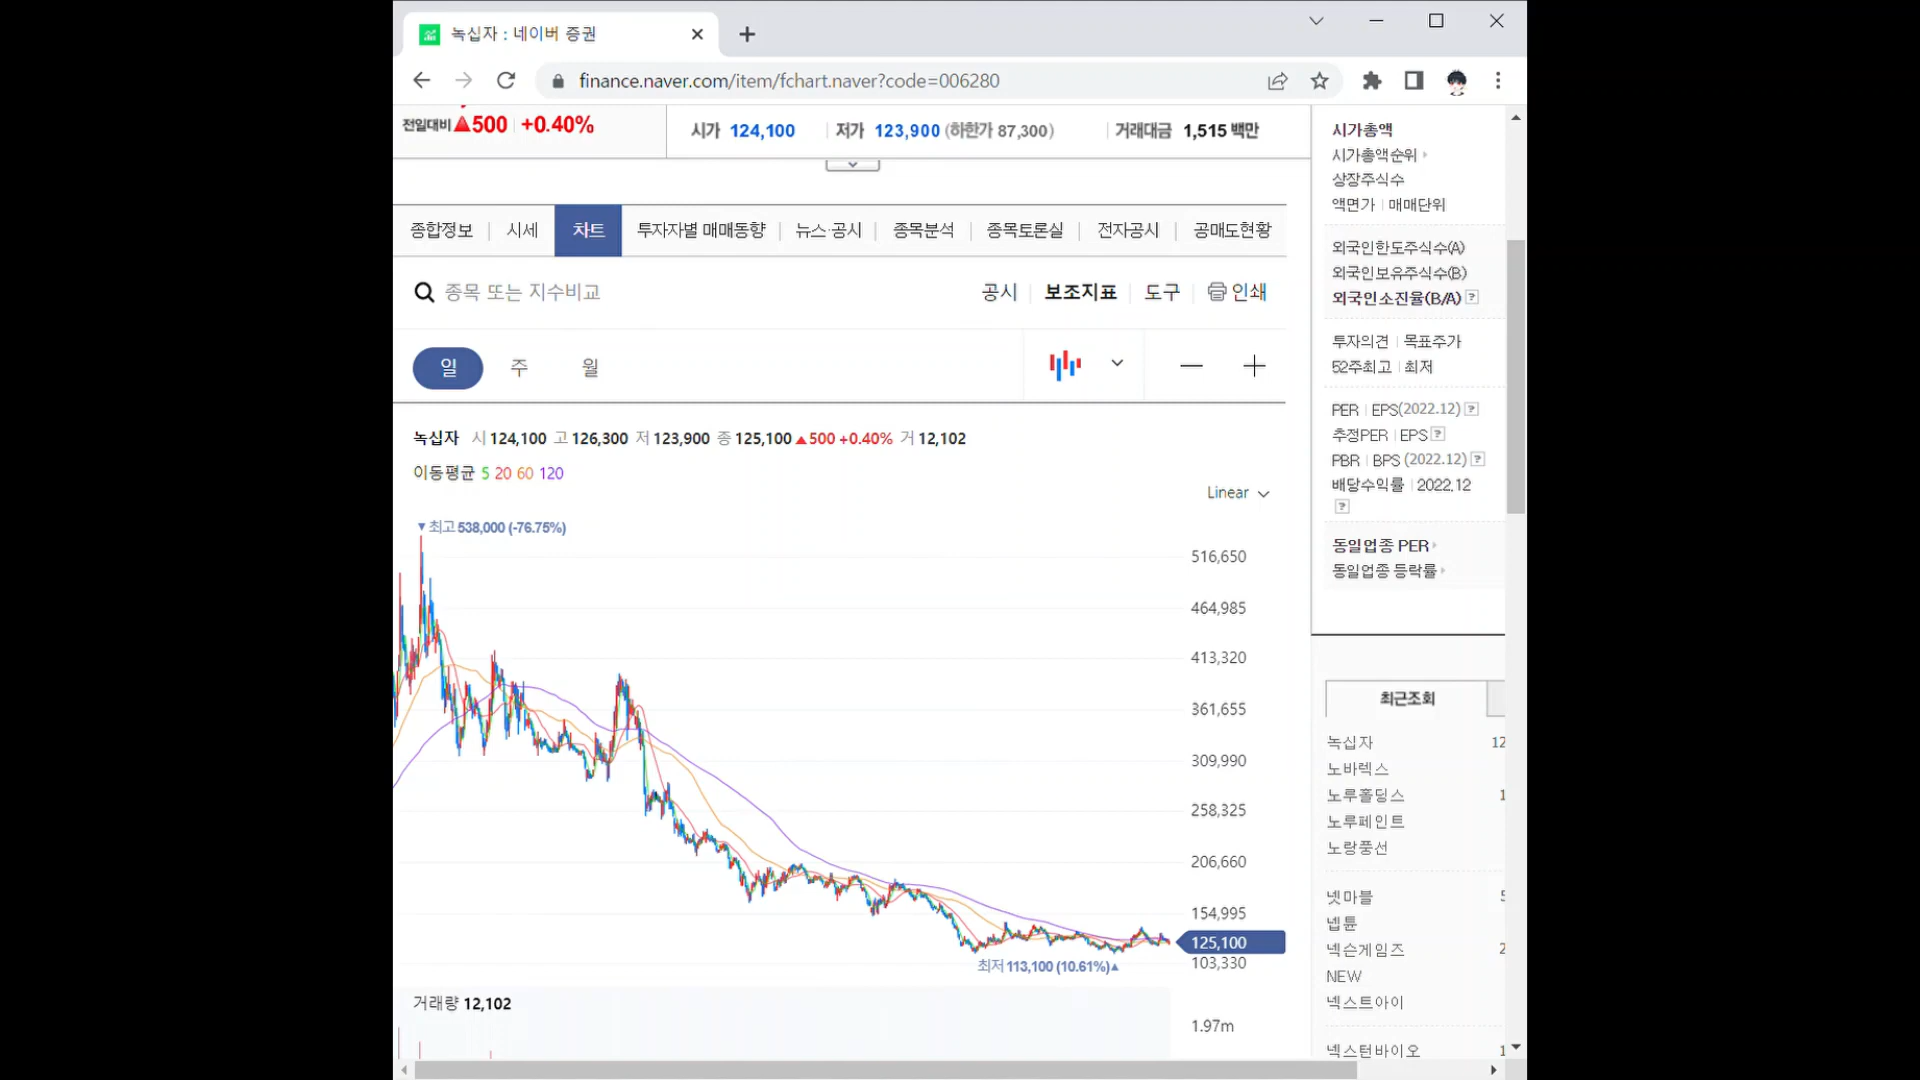 녹십자 : 네이버 증권
finance.naver.com/item/fchart.naver?code=006280
전일대비 ▲500 +0.40%
시가 124,100 저가 123,900 (하한가 87,300) 거래대금 1,515 백만
종합정보 시세 차트 투자자별 매매동향 뉴스·공시 종목분석 종목토론실 전자공시 공매도현황
종목 또는 지수비교
공시 보조지표 도구 인쇄
일 주 월
녹십자 시 124,100 고 126,300 저 123,900 종 125,100 ▲500 +0.40% 거 12,102
이동평균 5 20 60 120
Linear
▼최고 538,000 (-76.75%)
516,650
464,985
413,320
361,655
309,990
258,325
206,660
154,995
125,100
103,330
최저 113,100 (10.61%)▲
거래량 12,102
1.97m
시가총액
시가총액순위
상장주식수
액면가 매매단위
외국인한도주식수(A)
외국인보유주식수(B)
외국인소진율(B/A) ?
투자의견 목표주가
52주최고 최저
PER EPS(2022.12) ?
추정PER EPS ?
PBR BPS (2022.12) ?
배당수익률 2022.12
?
동일업종 PER
동일업종 등락률
최근조회
녹십자 12
노바렉스
노루홀딩스 1
노루페인트
노랑풍선
넷마블 5
넵튠
넥슨게임즈 2
NEW
넥스트아이
넥스턴바이오 1